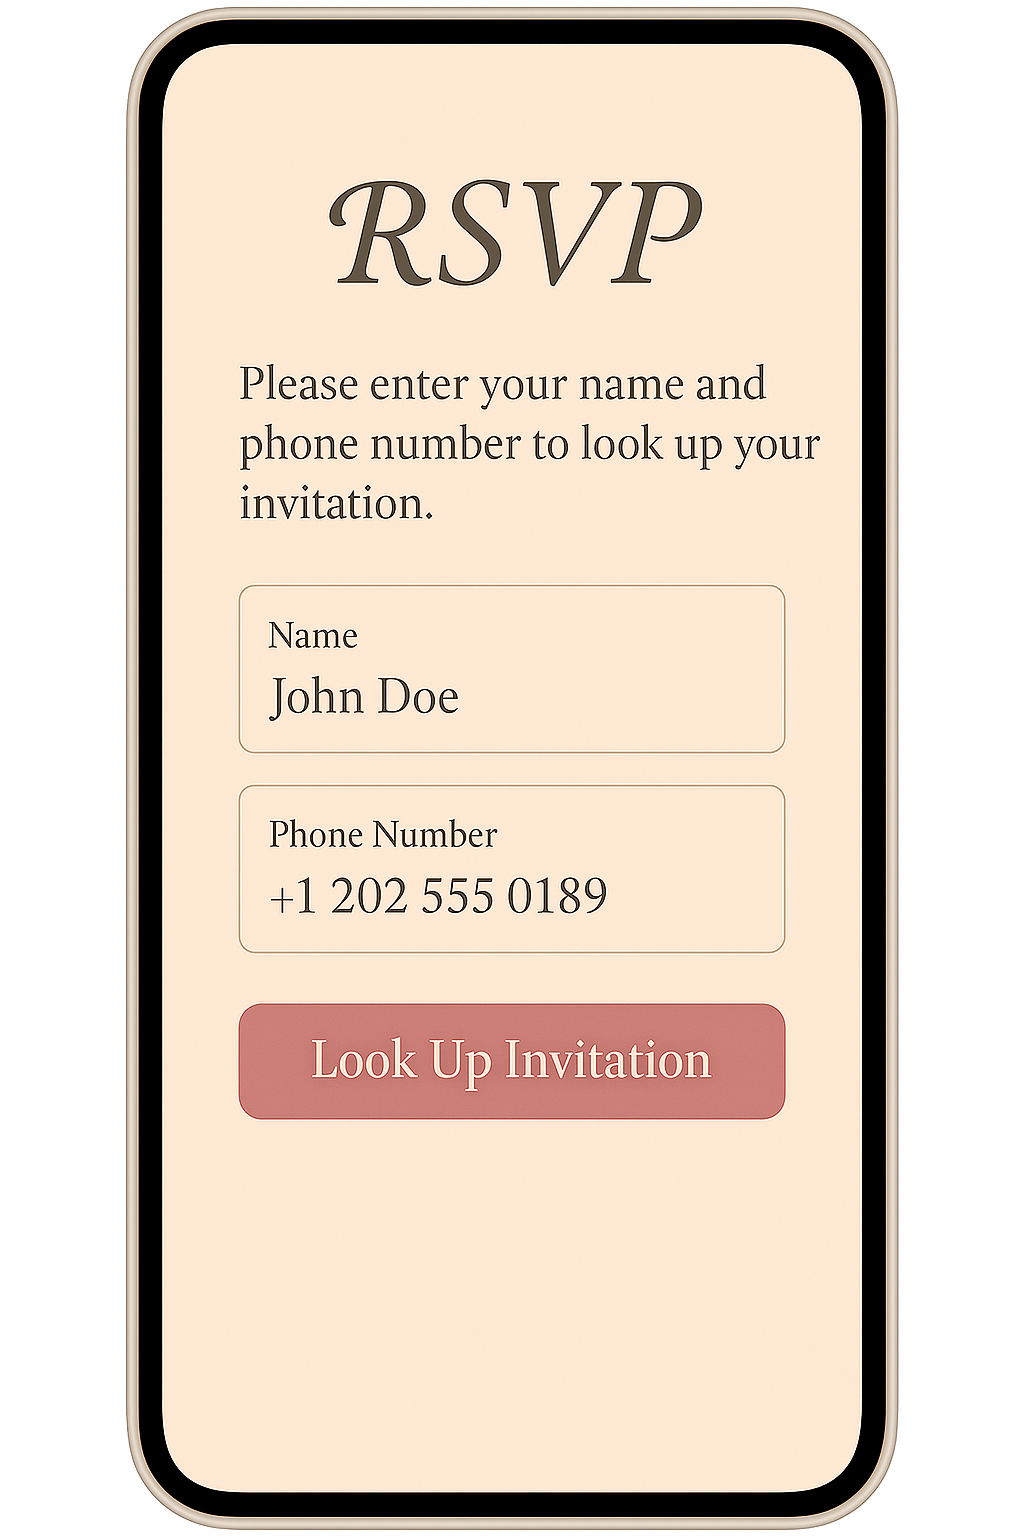 RSVP
Please enter your name and
phone number to look up your
invitation.
Name
John Doe
Phone Number
+1 202 555 0189
Look Up Invitation